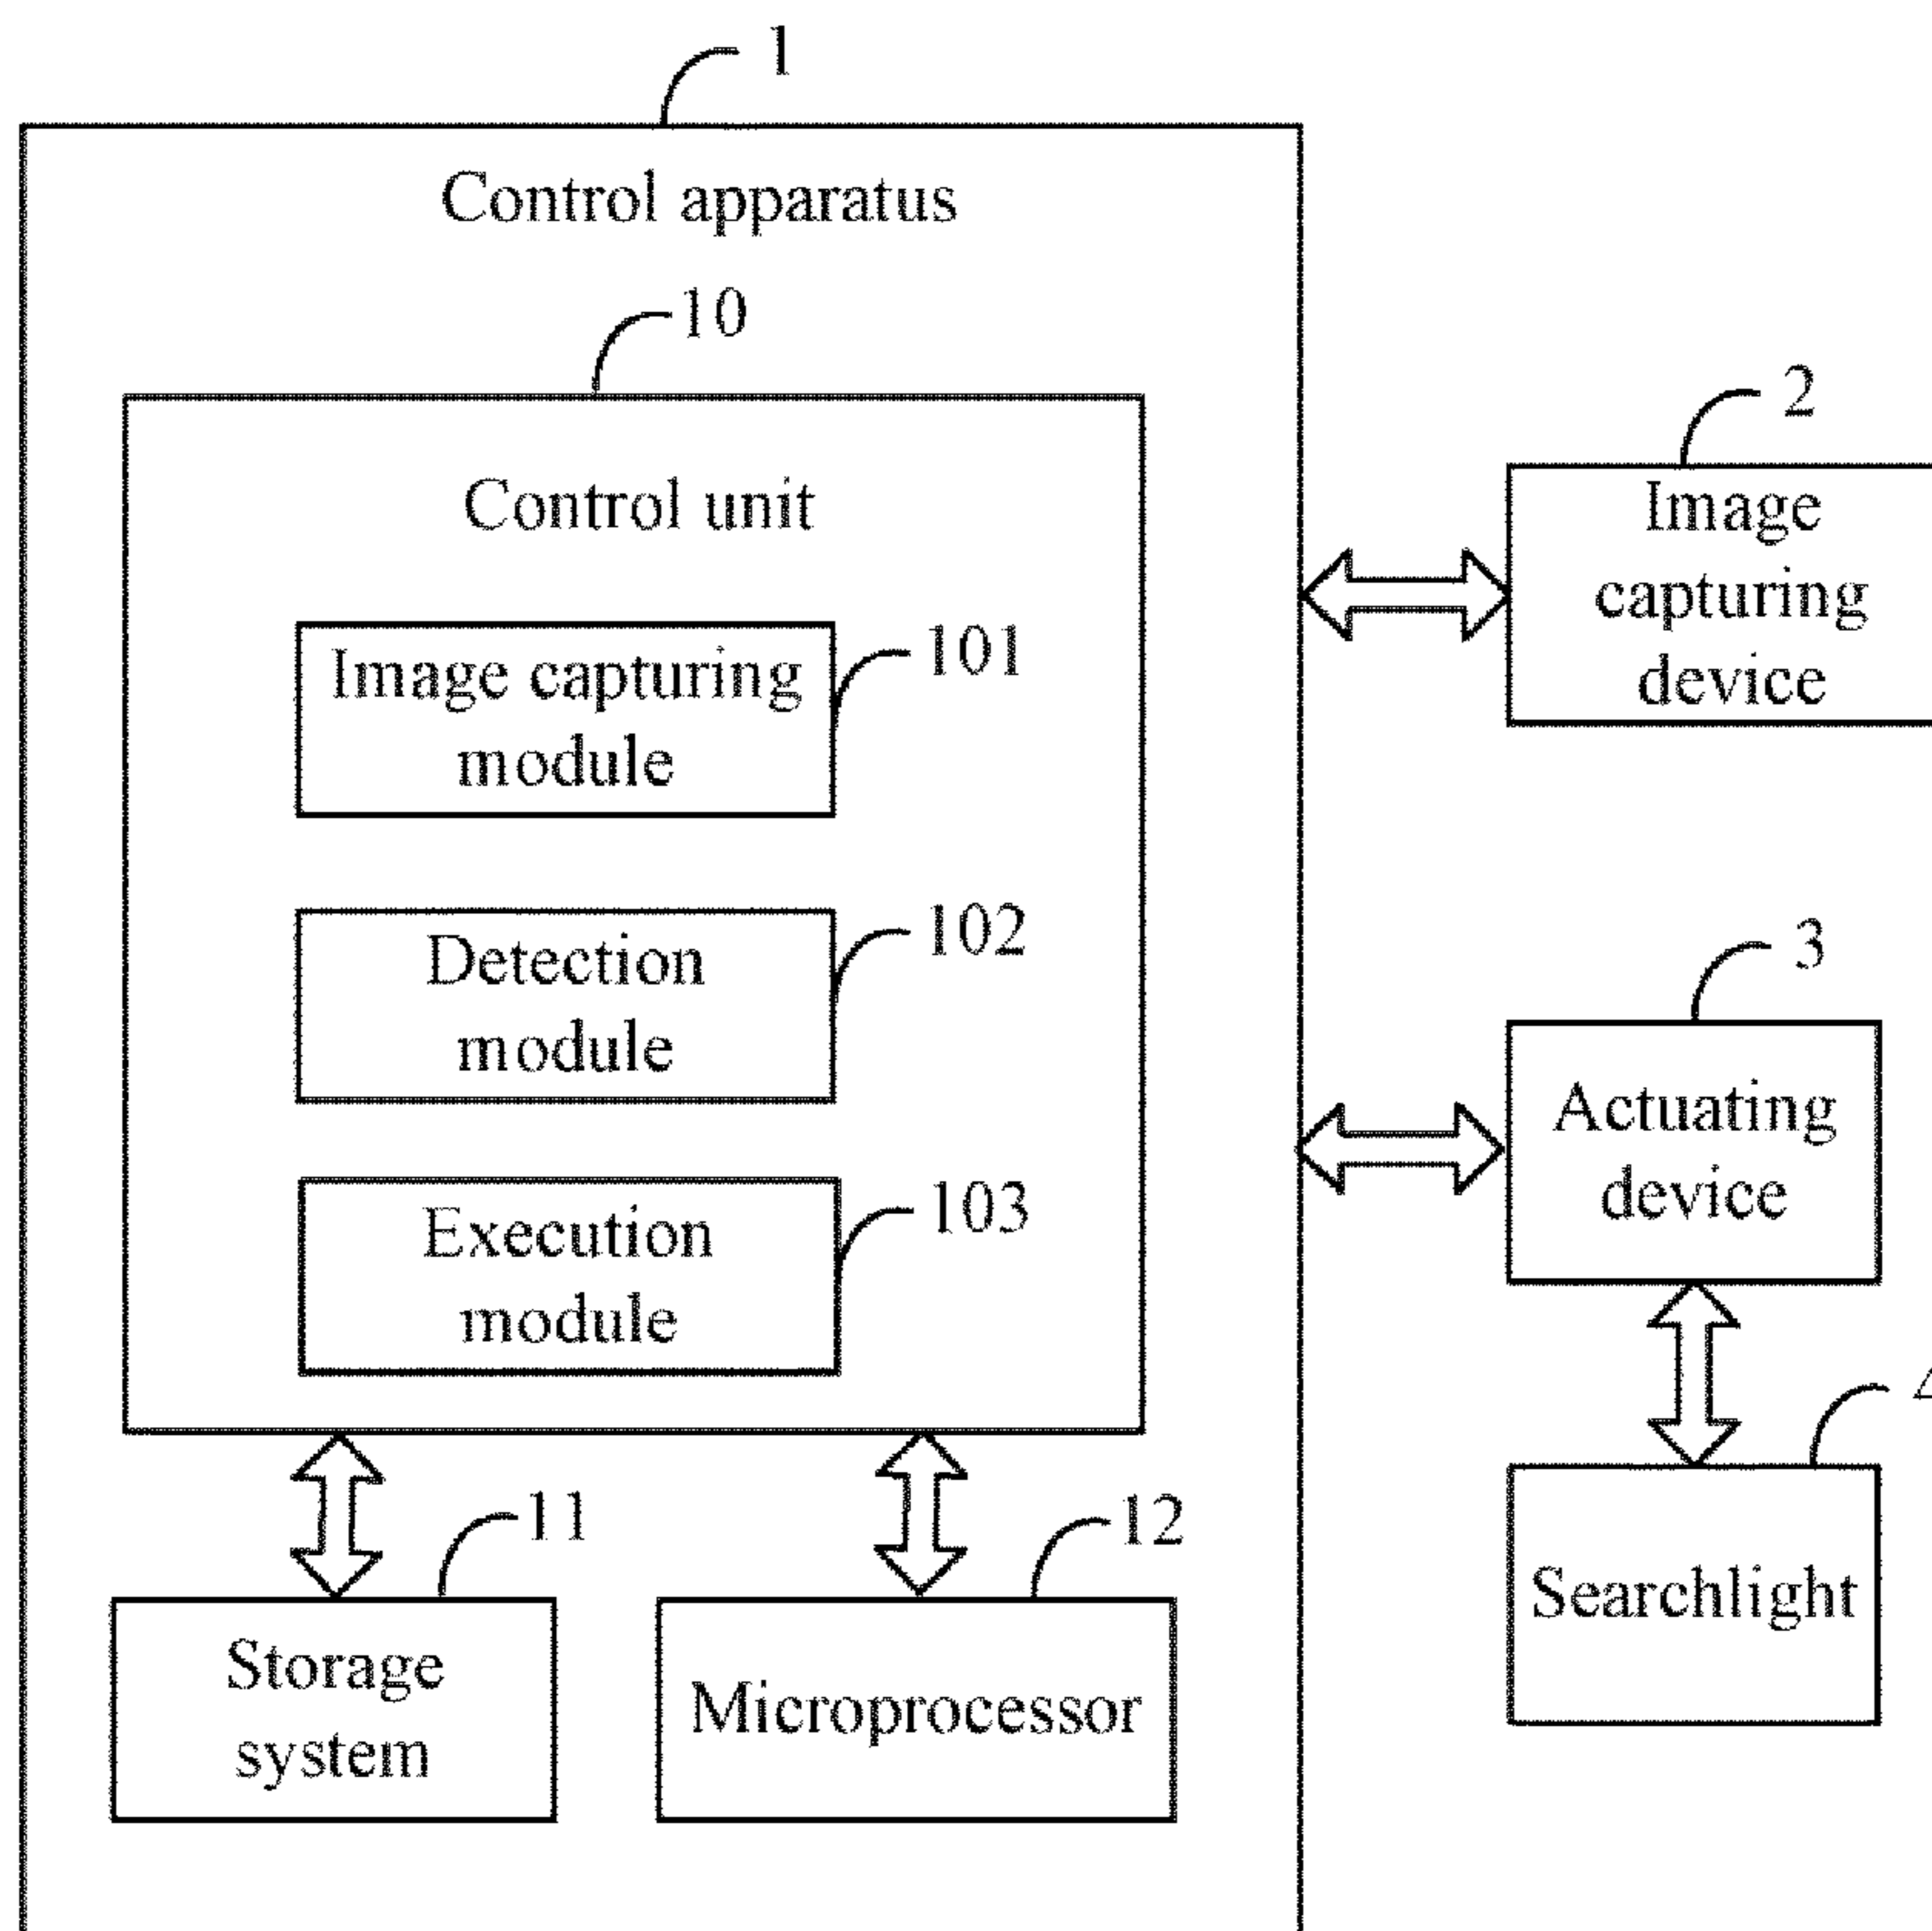 1
Control apparatus
10
Control unit
Image capturing
module
101
Detection
module
102
Execution
module
103
11
Storage
system
12
Microprocessor
2
Image
capturing
device
3
Actuating
device
4
Searchlight